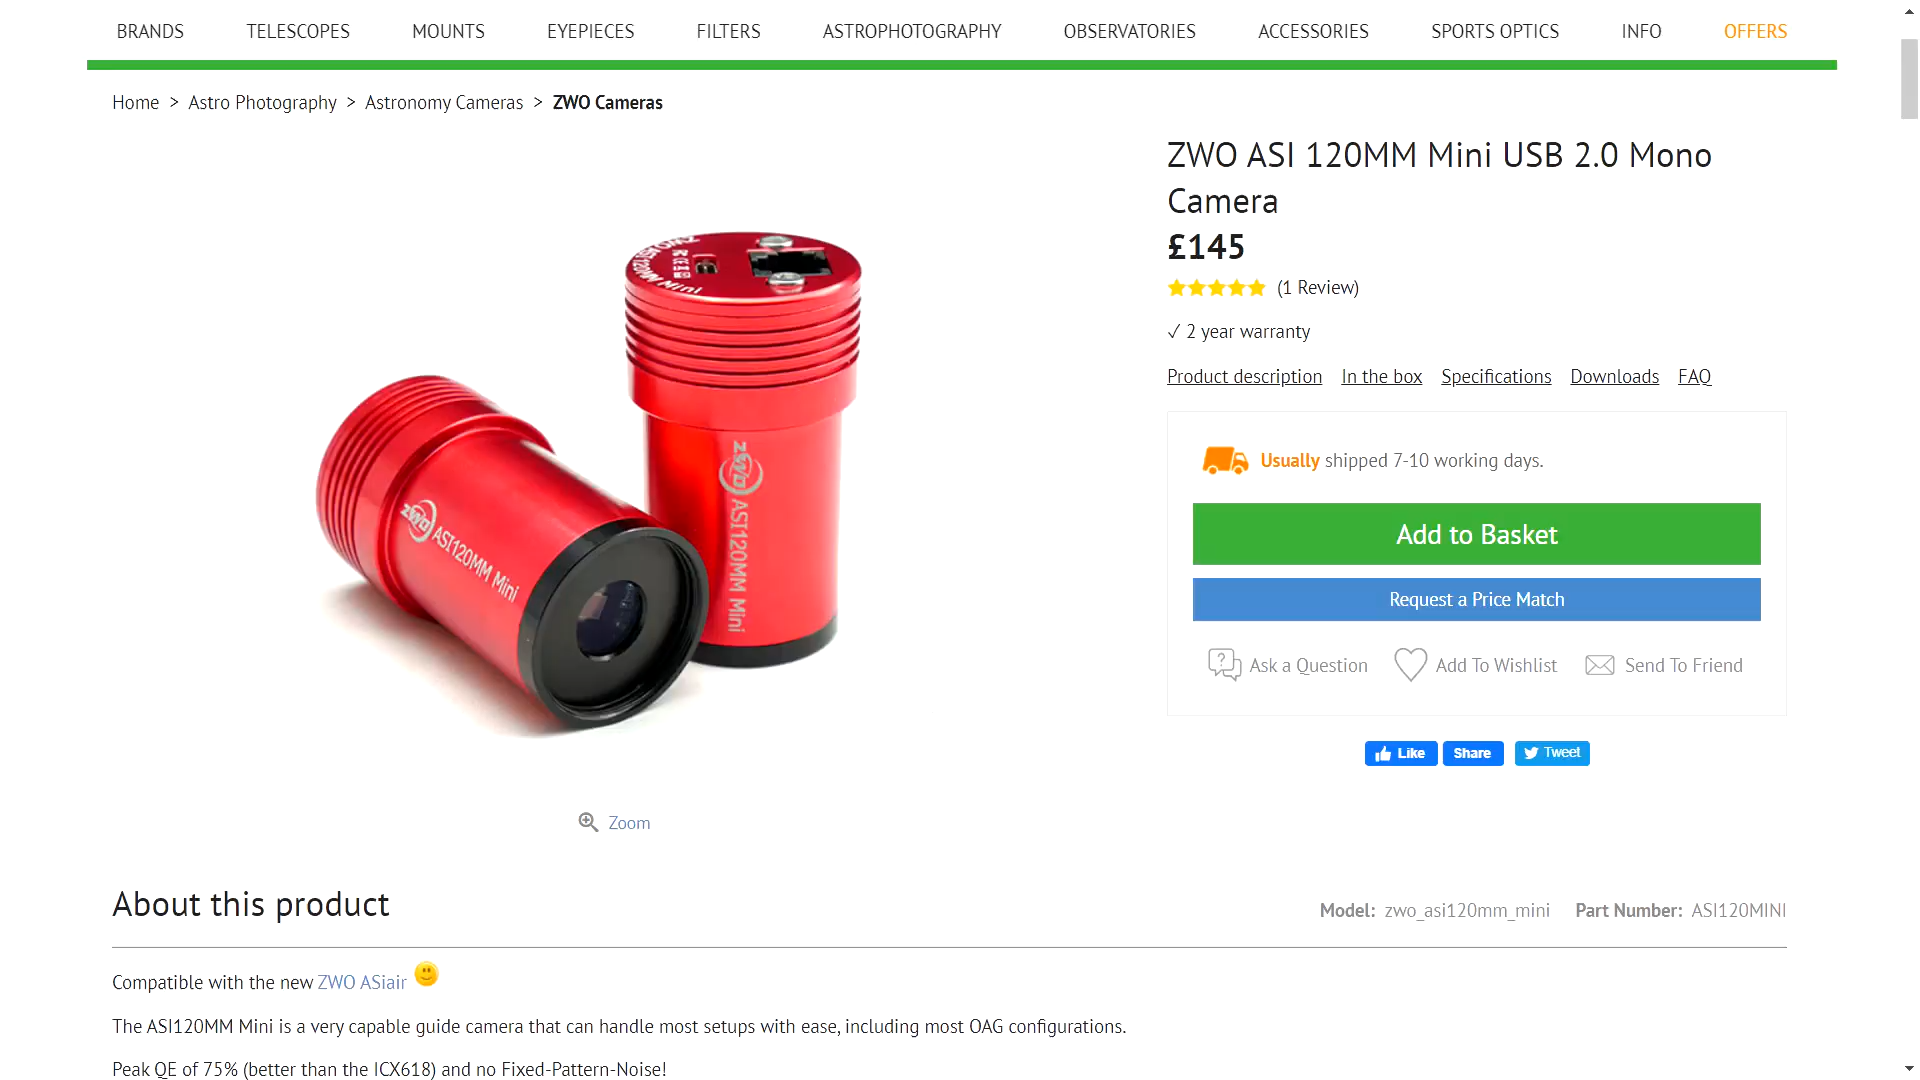 BRANDS TELESCOPES MOUNTS EYEPIECES FILTERS ASTROPHOTOGRAPHY OBSERVATORIES ACCESSORIES SPORTS OPTICS INFO OFFERS
Home > Astro Photography > Astronomy Cameras > ZWO Cameras
ZWO ASI 120MM Mini USB 2.0 Mono
Camera
£145
(1 Review)
✓ 2 year warranty
Product description In the box Specifications Downloads FAQ
Usually shipped 7-10 working days.
Add to Basket
Request a Price Match
Ask a Question Add To Wishlist Send To Friend
Like Share Tweet
ZWO ASI 120MM Mini
ZWO ASI120MM Mini
ZWO ASI120MM Mini
Zoom
About this product
Model: zwo_asi120mm_mini Part Number: ASI120MINI
Compatible with the new ZWO ASiair
The ASI120MM Mini is a very capable guide camera that can handle most setups with ease, including most OAG configurations.
Peak QE of 75% (better than the ICX618) and no Fixed-Pattern-Noise!